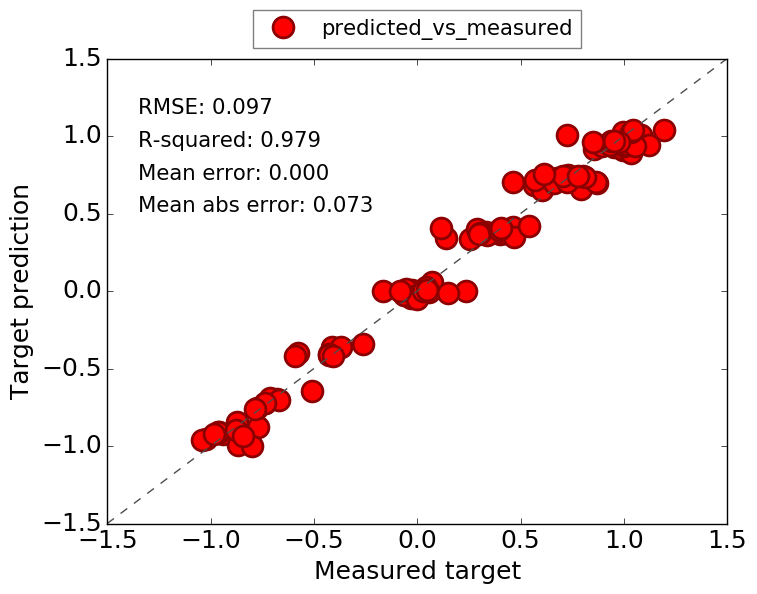 predicted_vs_measured
1.5
RMSE: 0.097
1.0
R-squared: 0.979
Mean error: 0.000
0.5
Mean abs error: 0.073
Target prediction
0.0
−0.5
−1.0
−1.5
−1.5 −1.0 −0.5 0.0 0.5 1.0 1.5
Measured target